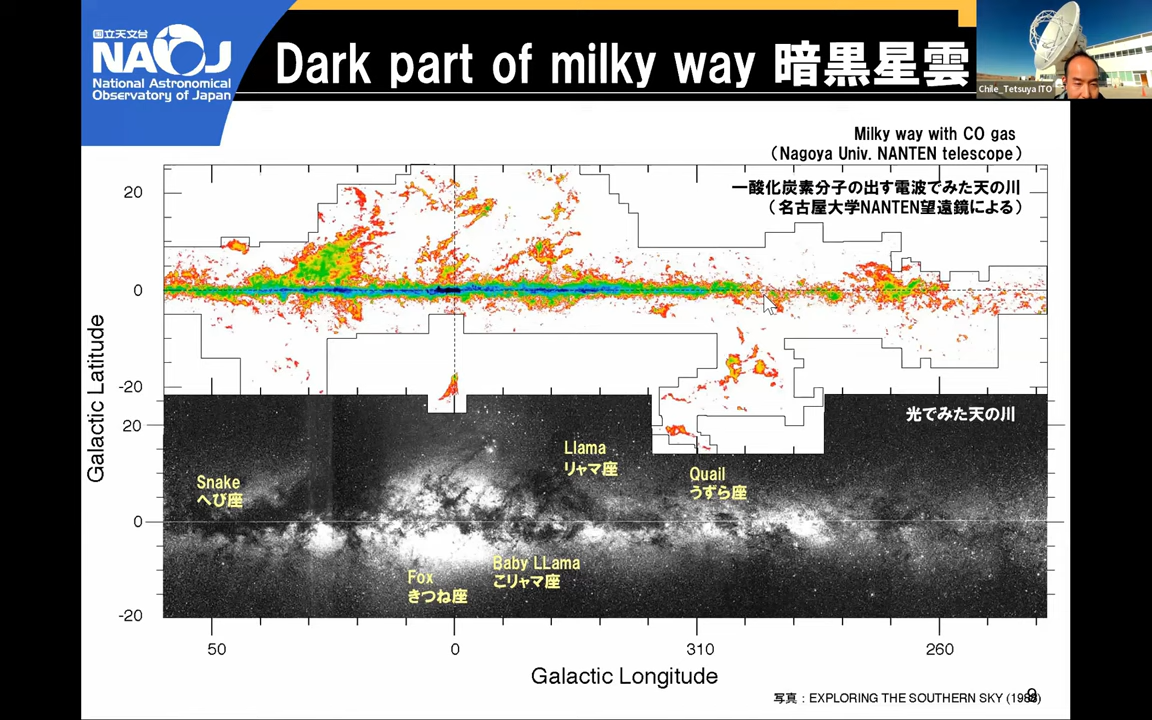 国立天文台
NAOJ
National Astronomical
Observatory of Japan
Dark part of milky way 暗黒星雲
Chile_Tetsuya ITO
Milky way with CO gas
（Nagoya Univ. NANTEN telescope）
一酸化炭素分子の出す電波でみた天の川
（名古屋大学NANTEN望遠鏡による）
20
0
-20
Galactic Latitude
20
0
-20
光でみた天の川
Llama
リャマ座
Quail
うずら座
Snake
へび座
Baby LLama
こリャマ座
Fox
きつね座
50
0
310
260
Galactic Longitude
写真：EXPLORING THE SOUTHERN SKY
9